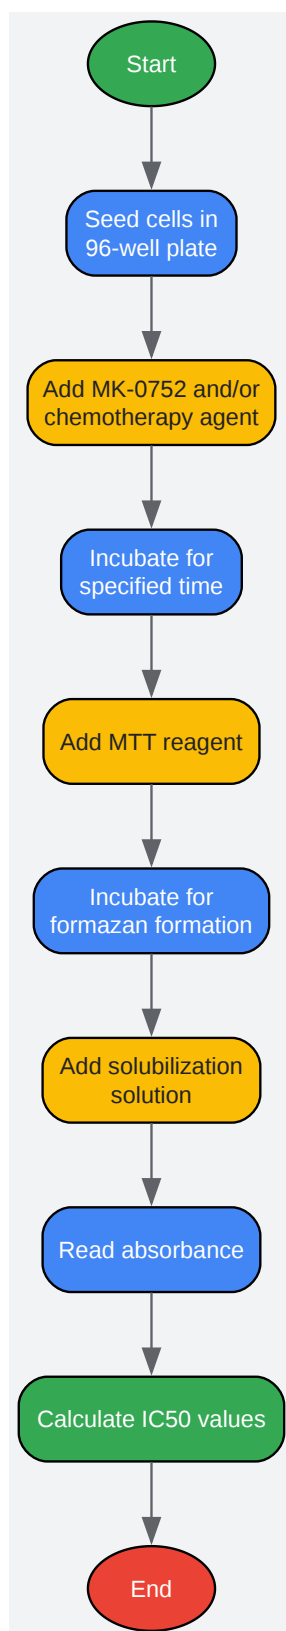 Start
Seed cells in
96-well plate
Add MK-0752 and/or
chemotherapy agent
Incubate for
specified time
Add MTT reagent
Incubate for
formazan formation
Add solubilization
solution
Read absorbance
Calculate IC50 values
End